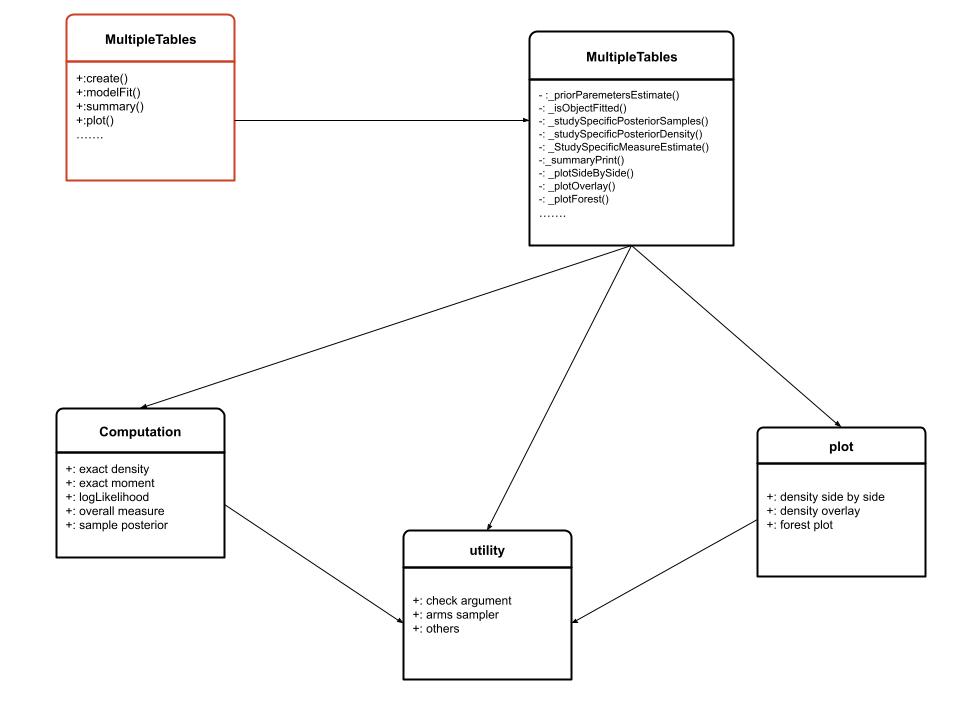 MultipleTables
+:create()
+:modelFit()
+:summary()
+:plot()
.......
MultipleTables
- :_priorParemetersEstimate()
-: _isObjectFitted()
-: _studySpecificPosteriorSamples()
-: _studySpecificPosteriorDensity()
-: _StudySpecificMeasureEstimate()
-:_summaryPrint()
-: _plotSideBySide()
-: _plotOverlay()
-: _plotForest()
.......
Computation
+: exact density
+: exact moment
+: logLikelihood
+: overall measure
+: sample posterior
utility
+: check argument
+: arms sampler
+: others
plot
+: density side by side
+: density overlay
+: forest plot